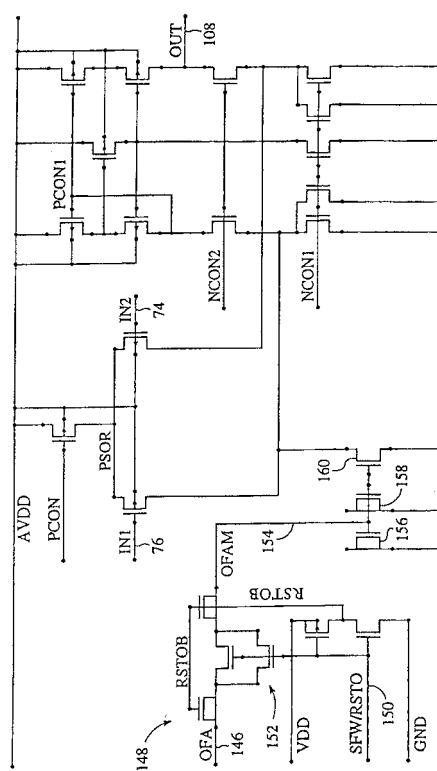 AVDD
PCON
PCON1
OUT
108
PSOR
IN1
76
IN2
74
NCON2
NCON1
OFAM
154
160
158
156
RSTOB
RSTOB
148
OFA
146
152
VDD
SFW/RSTO
150
GND